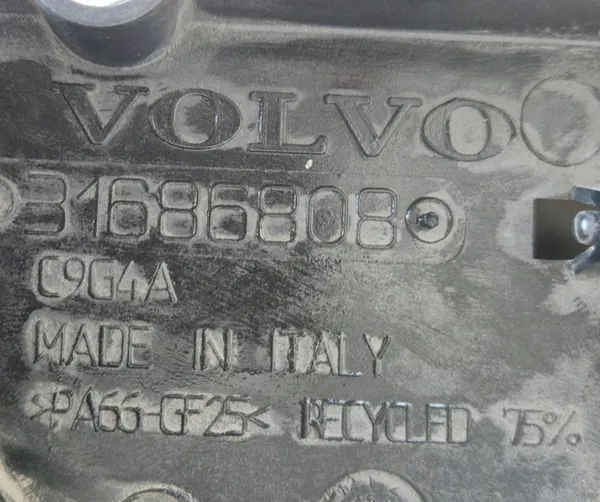 VOLVO
31686808
C9G4A
MADE IN ITALY
>PA66-GF25< RECYCLED 75%